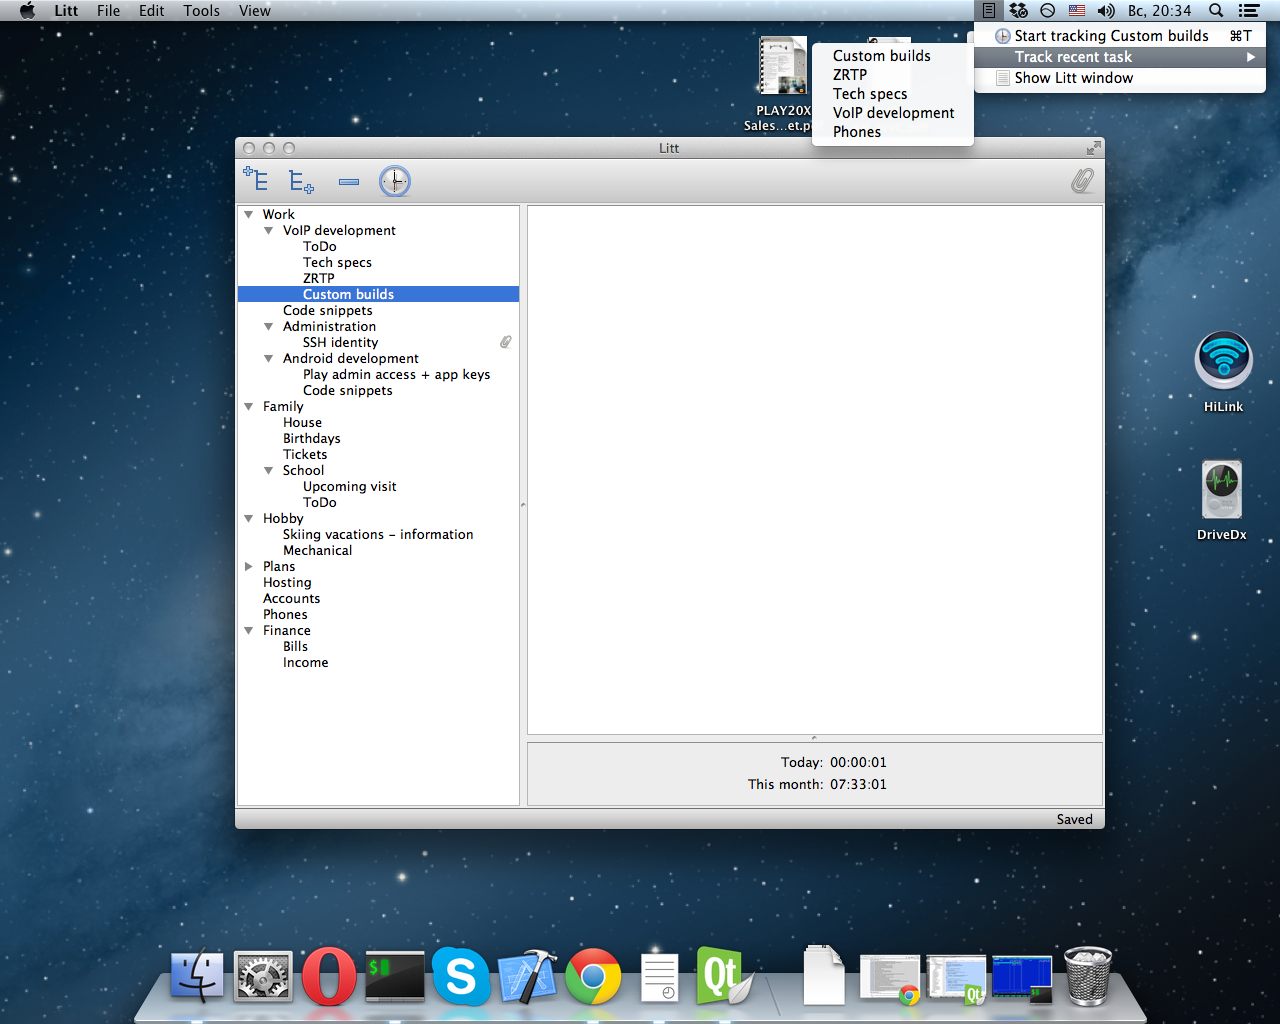 Litt File Edit Tools View Вс, 20:34
Start tracking Custom builds ⌘T
Track recent task
Show Litt window
Custom builds
ZRTP
Tech specs
VoIP development
Phones
PLAY20X
Sales...et.p
Litt
Work
VoIP development
ToDo
Tech specs
ZRTP
Custom builds
Code snippets
Administration
SSH identity
Android development
Play admin access + app keys
Code snippets
Family
House
Birthdays
Tickets
School
Upcoming visit
ToDo
Hobby
Skiing vacations - information
Mechanical
Plans
Hosting
Accounts
Phones
Finance
Bills
Income
Today: 00:00:01
This month: 07:33:01
Saved
HiLink
DriveDx
$
S
Qt